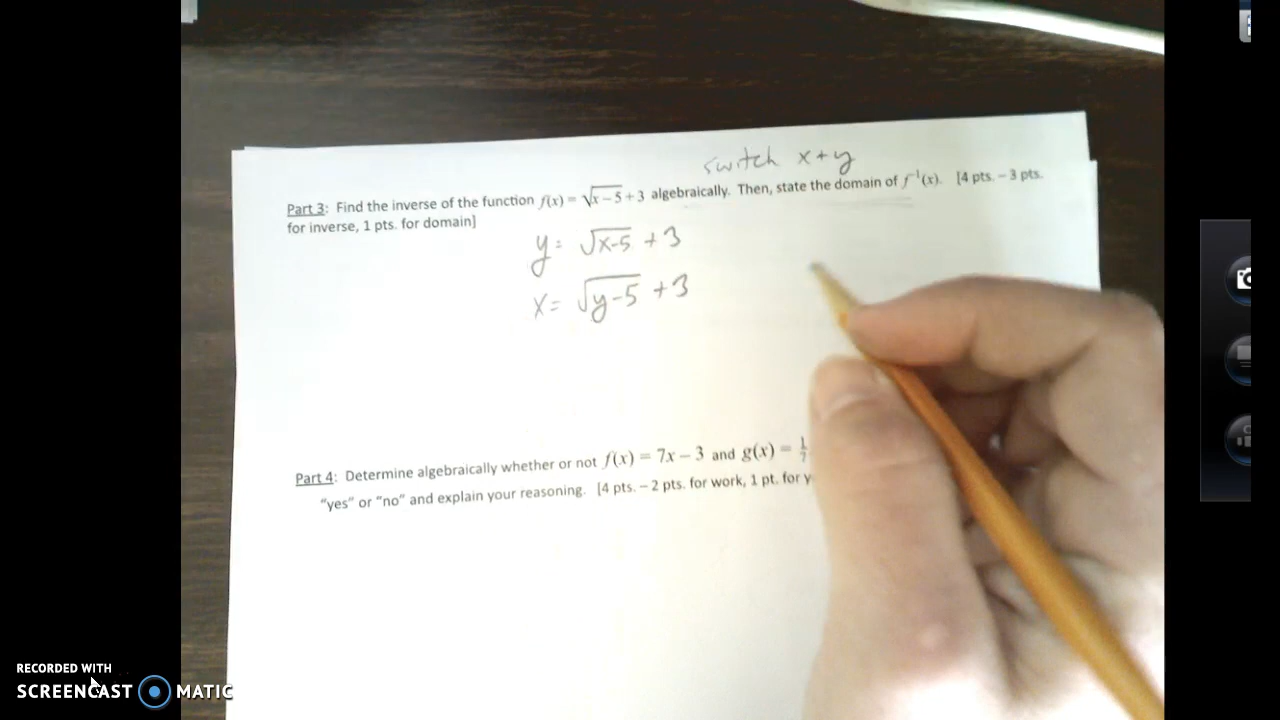 switch x+y
Part 3: Find the inverse of the function f(x) = √x – 5 + 3 algebraically. Then, state the domain of f⁻¹(x). [4 pts. – 3 pts.
for inverse, 1 pts. for domain]
y = √x-5 + 3
x = √y-5 + 3
Part 4: Determine algebraically whether or not f(x) = 7x – 3 and g(x) = 1/7
"yes" or "no" and explain your reasoning. [4 pts. – 2 pts. for work, 1 pt. for y
RECORDED WITH
SCREENCAST MATIC